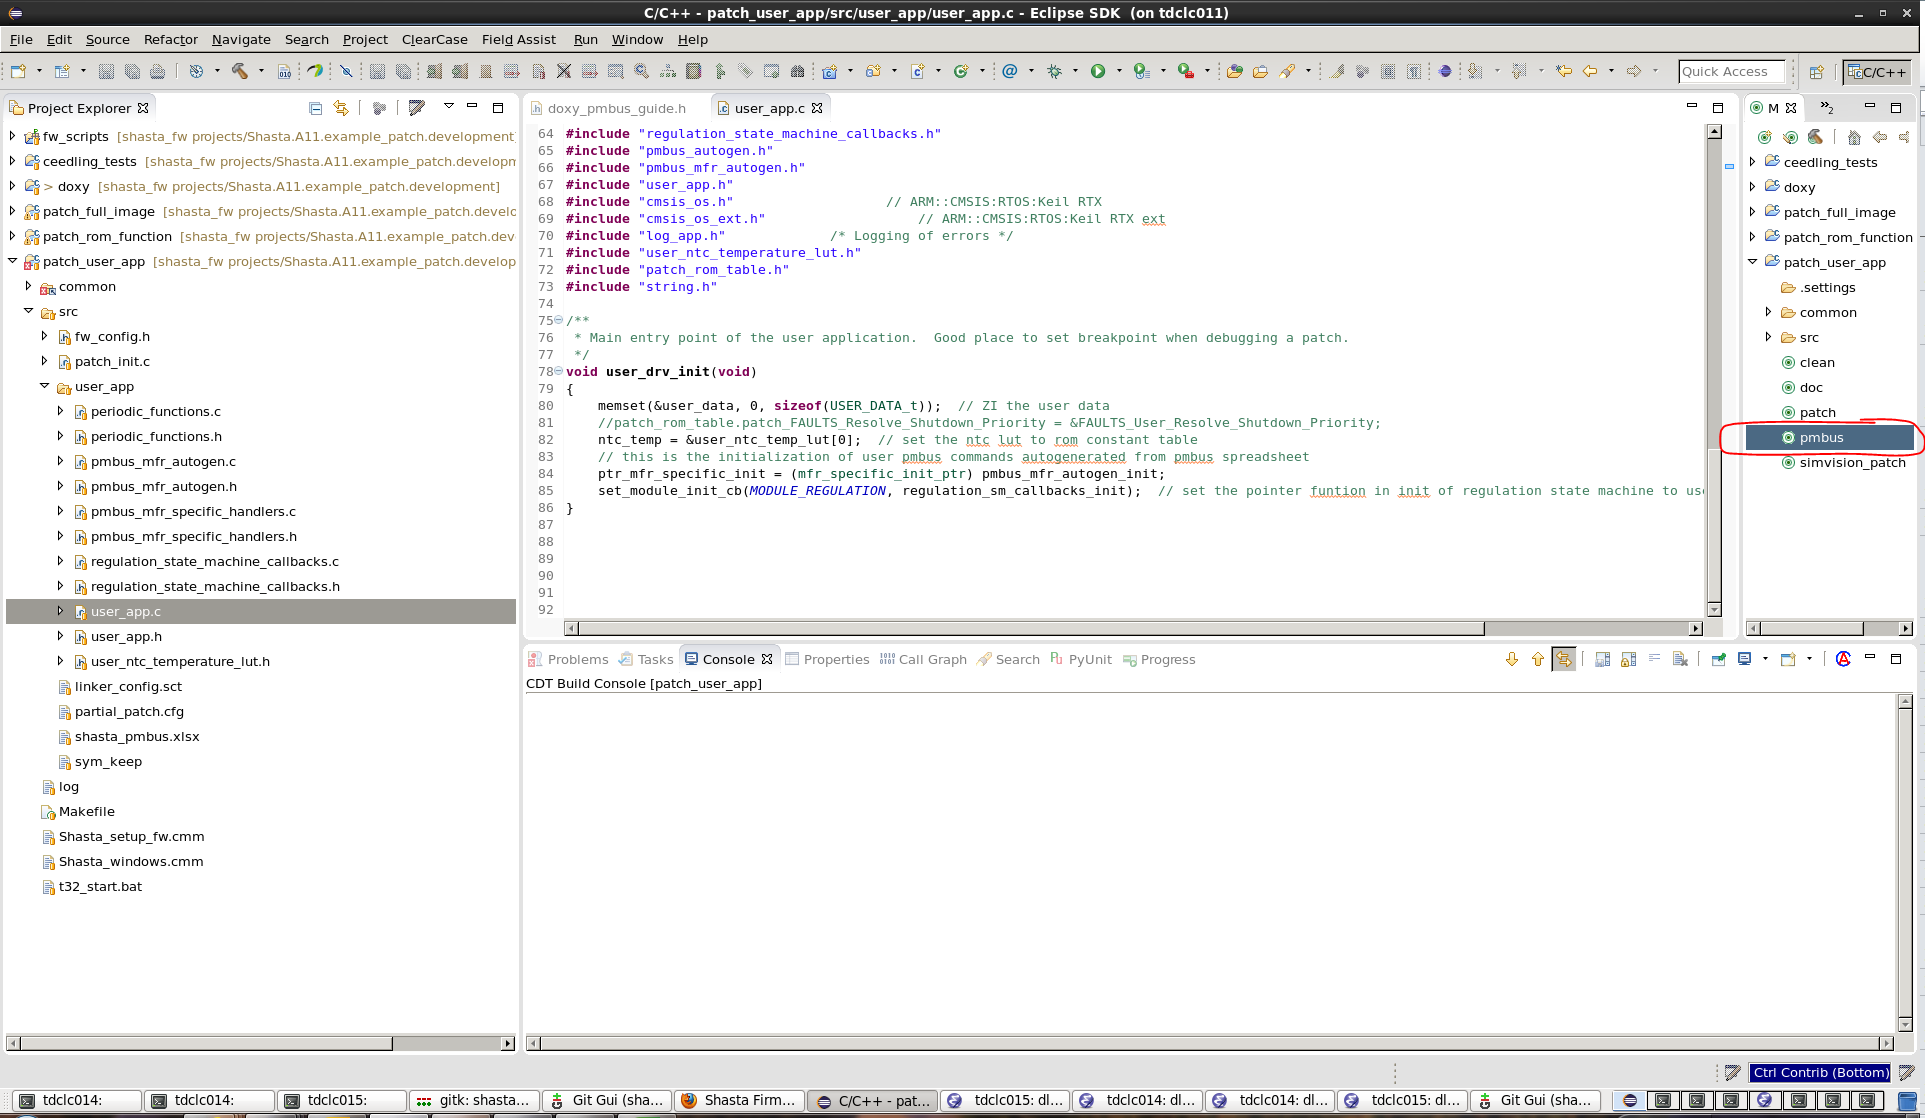 C/C++ - patch_user_app/src/user_app/user_app.c - Eclipse SDK (on tdclc011)
File Edit Source Refactor Navigate Search Project ClearCase Field Assist Run Window Help
Quick Access
C/C++
Project Explorer
fw_scripts [shasta_fw projects/Shasta.A11.example_patch.development
ceedling_tests [shasta_fw projects/Shasta.A11.example_patch.developm
> doxy [shasta_fw projects/Shasta.A11.example_patch.development]
patch_full_image [shasta_fw projects/Shasta.A11.example_patch.develo
patch_rom_function [shasta_fw projects/Shasta.A11.example_patch.dev
patch_user_app [shasta_fw projects/Shasta.A11.example_patch.develop
common
src
fw_config.h
patch_init.c
user_app
periodic_functions.c
periodic_functions.h
pmbus_mfr_autogen.c
pmbus_mfr_autogen.h
pmbus_mfr_specific_handlers.c
pmbus_mfr_specific_handlers.h
regulation_state_machine_callbacks.c
regulation_state_machine_callbacks.h
user_app.c
user_app.h
user_ntc_temperature_lut.h
linker_config.sct
partial_patch.cfg
shasta_pmbus.xlsx
sym_keep
log
Makefile
Shasta_setup_fw.cmm
Shasta_windows.cmm
t32_start.bat
doxy_pmbus_guide.h user_app.c
64 #include "regulation_state_machine_callbacks.h"
65 #include "pmbus_autogen.h"
66 #include "pmbus_mfr_autogen.h"
67 #include "user_app.h"
68 #include "cmsis_os.h" // ARM::CMSIS:RTOS:Keil RTX
69 #include "cmsis_os_ext.h" // ARM::CMSIS:RTOS:Keil RTX ext
70 #include "log_app.h" /* Logging of errors */
71 #include "user_ntc_temperature_lut.h"
72 #include "patch_rom_table.h"
73 #include "string.h"
74
75 /**
76 * Main entry point of the user application. Good place to set breakpoint when debugging a patch.
77 */
78 void user_drv_init(void)
79 {
80 memset(&user_data, 0, sizeof(USER_DATA_t)); // ZI the user data
81 //patch_rom_table.patch_FAULTS_Resolve_Shutdown_Priority = &FAULTS_User_Resolve_Shutdown_Priority;
82 ntc_temp = &user_ntc_temp_lut[0]; // set the ntc lut to rom constant table
83 // this is the initialization of user pmbus commands autogenerated from pmbus spreadsheet
84 ptr_mfr_specific_init = (mfr_specific_init_ptr) pmbus_mfr_autogen_init;
85 set_module_init_cb(MODULE_REGULATION, regulation_sm_callbacks_init); // set the pointer funtion in init of regulation state machine to use
86 }
87
88
89
90
91
92
M
2
ceedling_tests
doxy
patch_full_image
patch_rom_function
patch_user_app
.settings
common
src
clean
doc
patch
pmbus
simvision_patch
Problems Tasks Console Properties Call Graph Search PyUnit Progress
CDT Build Console [patch_user_app]
Ctrl Contrib (Bottom)
tdclc014: tdclc014: tdclc015: gitk: shasta... Git Gui (sha... Shasta Firm... C/C++ - pat... tdclc015: dl... tdclc014: dl... tdclc014: dl... tdclc015: dl... Git Gui (sha...